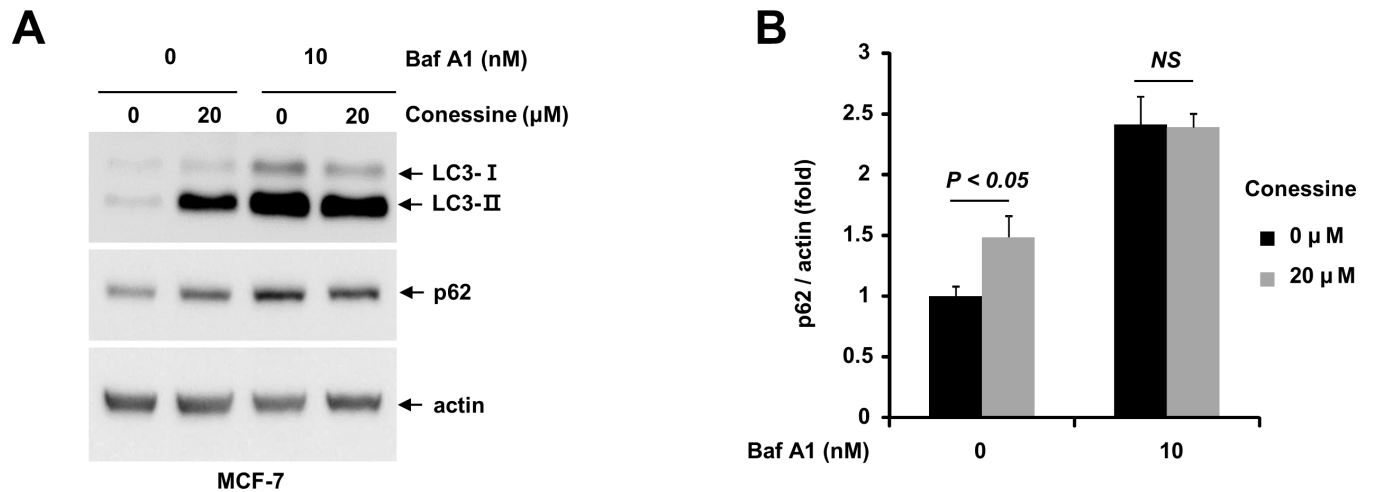 A
0 10 Baf A1 (nM)
0 20 0 20 Conessine (μM)
LC3-Ⅰ
LC3-Ⅱ
p62
actin
MCF-7
B
p62 / actin (fold)
3
2.5
2
1.5
1
0.5
0
P < 0.05
NS
Baf A1 (nM) 0 10
Conessine
0 μ M
20 μ M